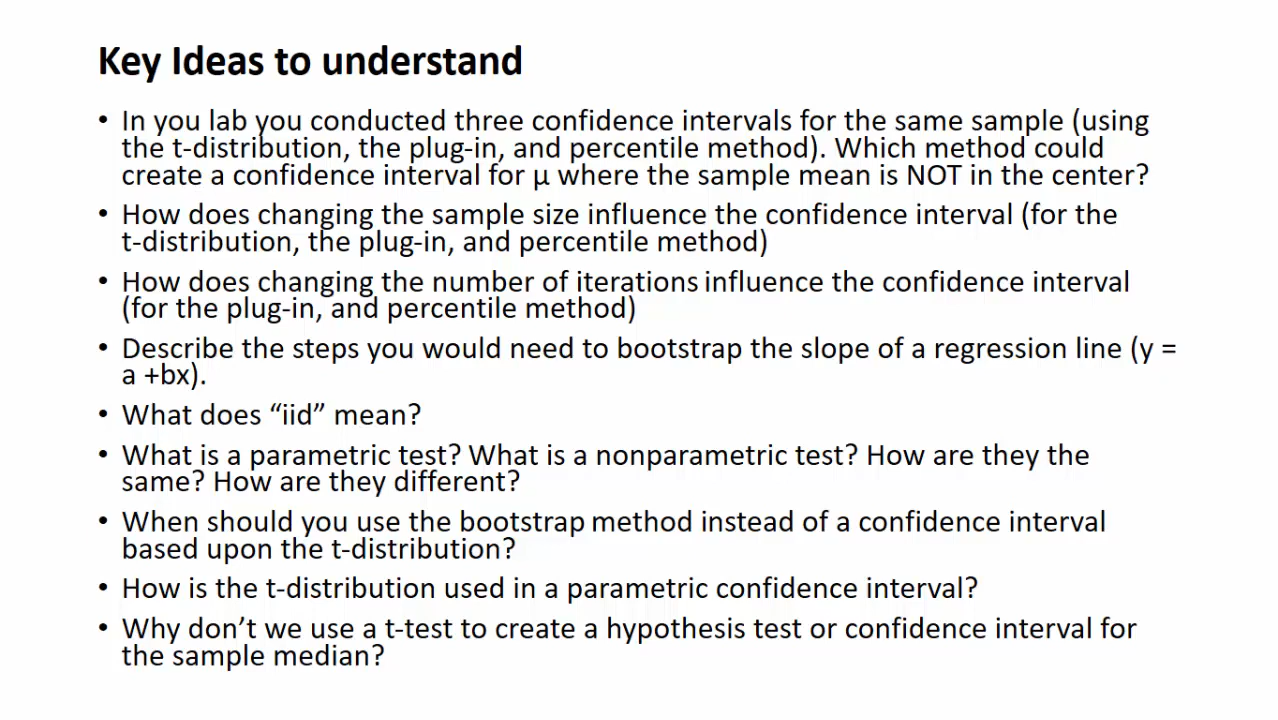 Key Ideas to understand
• In you lab you conducted three confidence intervals for the same sample (using
the t-distribution, the plug-in, and percentile method). Which method could
create a confidence interval for µ where the sample mean is NOT in the center?
• How does changing the sample size influence the confidence interval (for the
t-distribution, the plug-in, and percentile method)
• How does changing the number of iterations influence the confidence interval
(for the plug-in, and percentile method)
• Describe the steps you would need to bootstrap the slope of a regression line (y =
a +bx).
• What does “iid” mean?
• What is a parametric test? What is a nonparametric test? How are they the
same? How are they different?
• When should you use the bootstrap method instead of a confidence interval
based upon the t-distribution?
• How is the t-distribution used in a parametric confidence interval?
• Why don’t we use a t-test to create a hypothesis test or confidence interval for
the sample median?